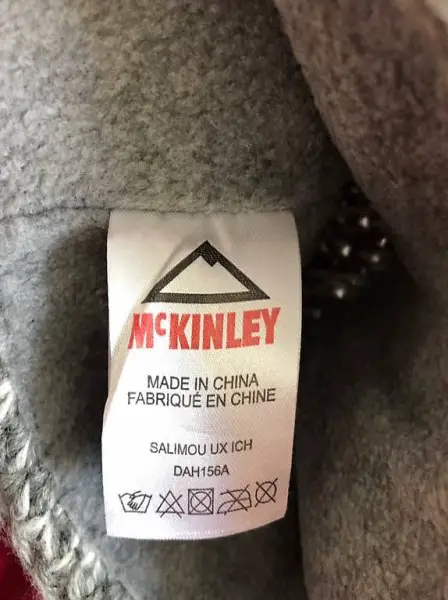 McKINLEY
MADE IN CHINA
FABRIQUÉ EN CHINE
SALIMOU UX ICH
DAH156A